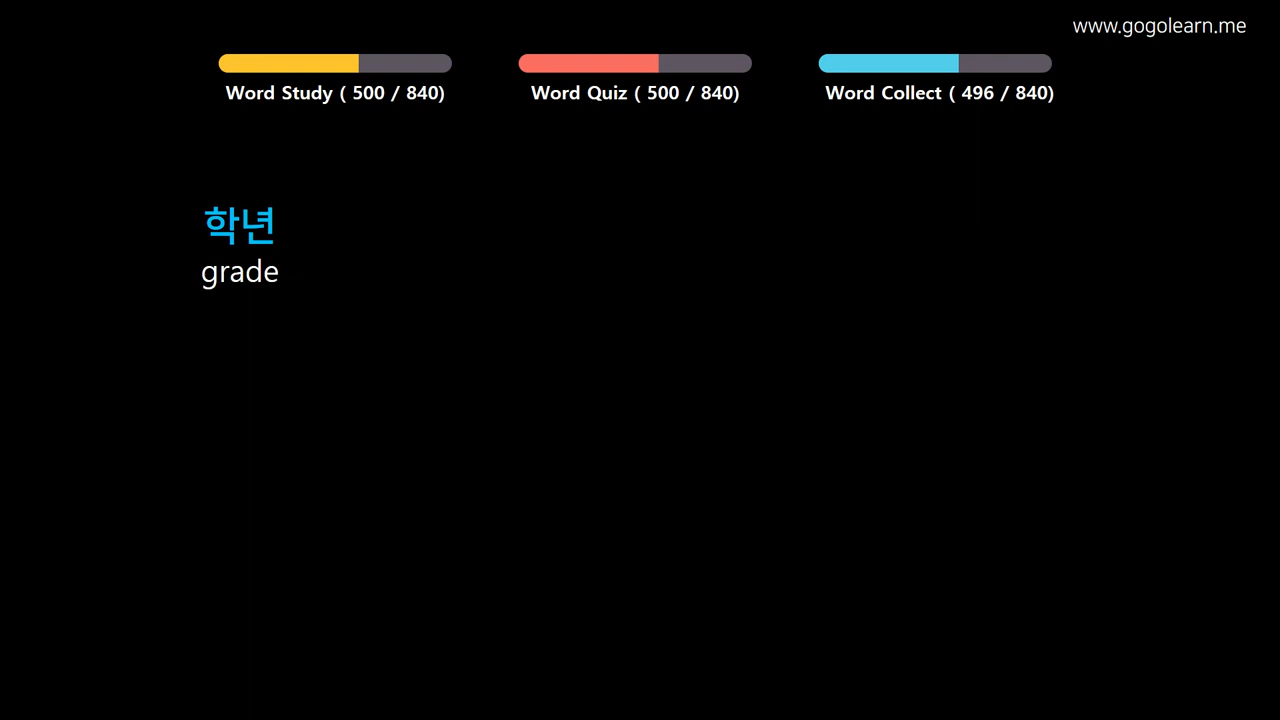 www.gogolearn.me
Word Study ( 500 / 840)
Word Quiz ( 500 / 840)
Word Collect ( 496 / 840)
학년
grade